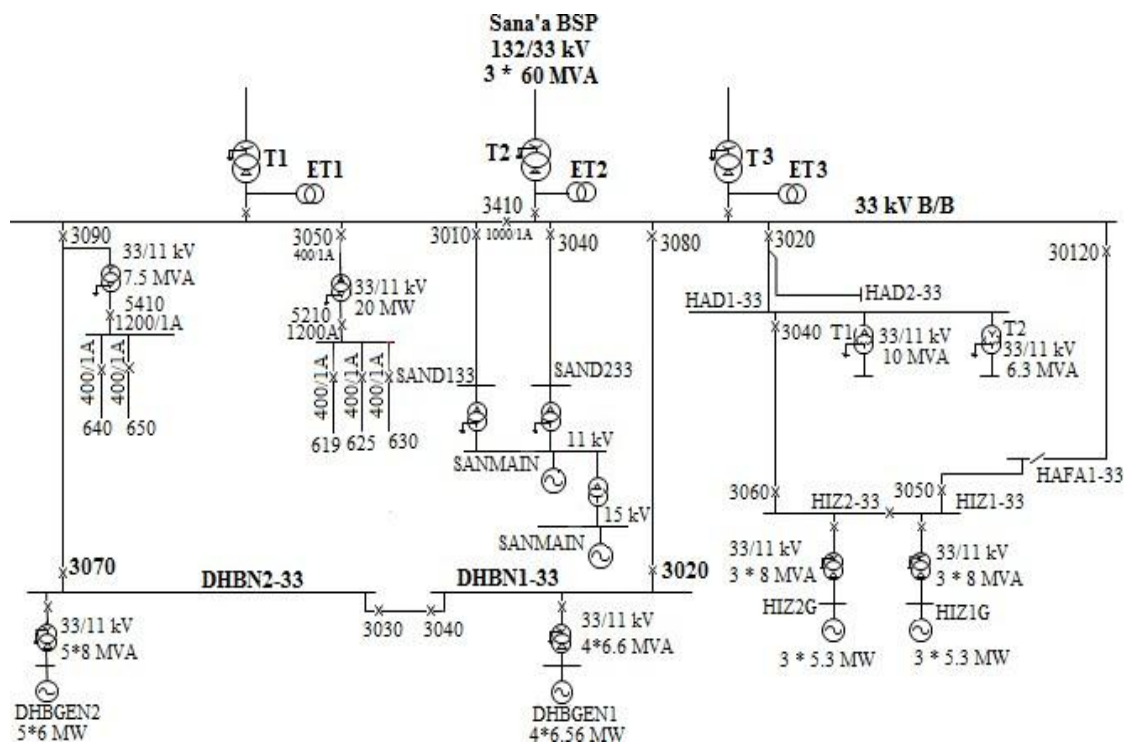 Sana'a BSP
132/33 kV
3 * 60 MVA
T1
ET1
T2
ET2
T3
ET3
3410
1000/1A
33 kV B/B
3090
3050
400/1A
3010
3040
3080
3020
30120
33/11 kV
7.5 MVA
5410
1200/1A
400/1A
400/1A
640
650
33/11 kV
20 MW
5210
1200A
400/1A
400/1A
400/1A
619
625
630
SAND133
SAND233
11 kV
SANMAIN
15 kV
SANMAIN
HAD2-33
HAD1-33
3040
T1
33/11 kV
10 MVA
T2
33/11 kV
6.3 MVA
HAFA1-33
3060
3050
HIZ2-33
HIZ1-33
33/11 kV
3 * 8 MVA
33/11 kV
3 * 8 MVA
HIZ2G
HIZ1G
3 * 5.3 MW
3 * 5.3 MW
3070
DHBN2-33
DHBN1-33
3020
3030
3040
33/11 kV
5*8 MVA
33/11 kV
4*6.6 MVA
DHBGEN2
5*6 MW
DHBGEN1
4*6.56 MW